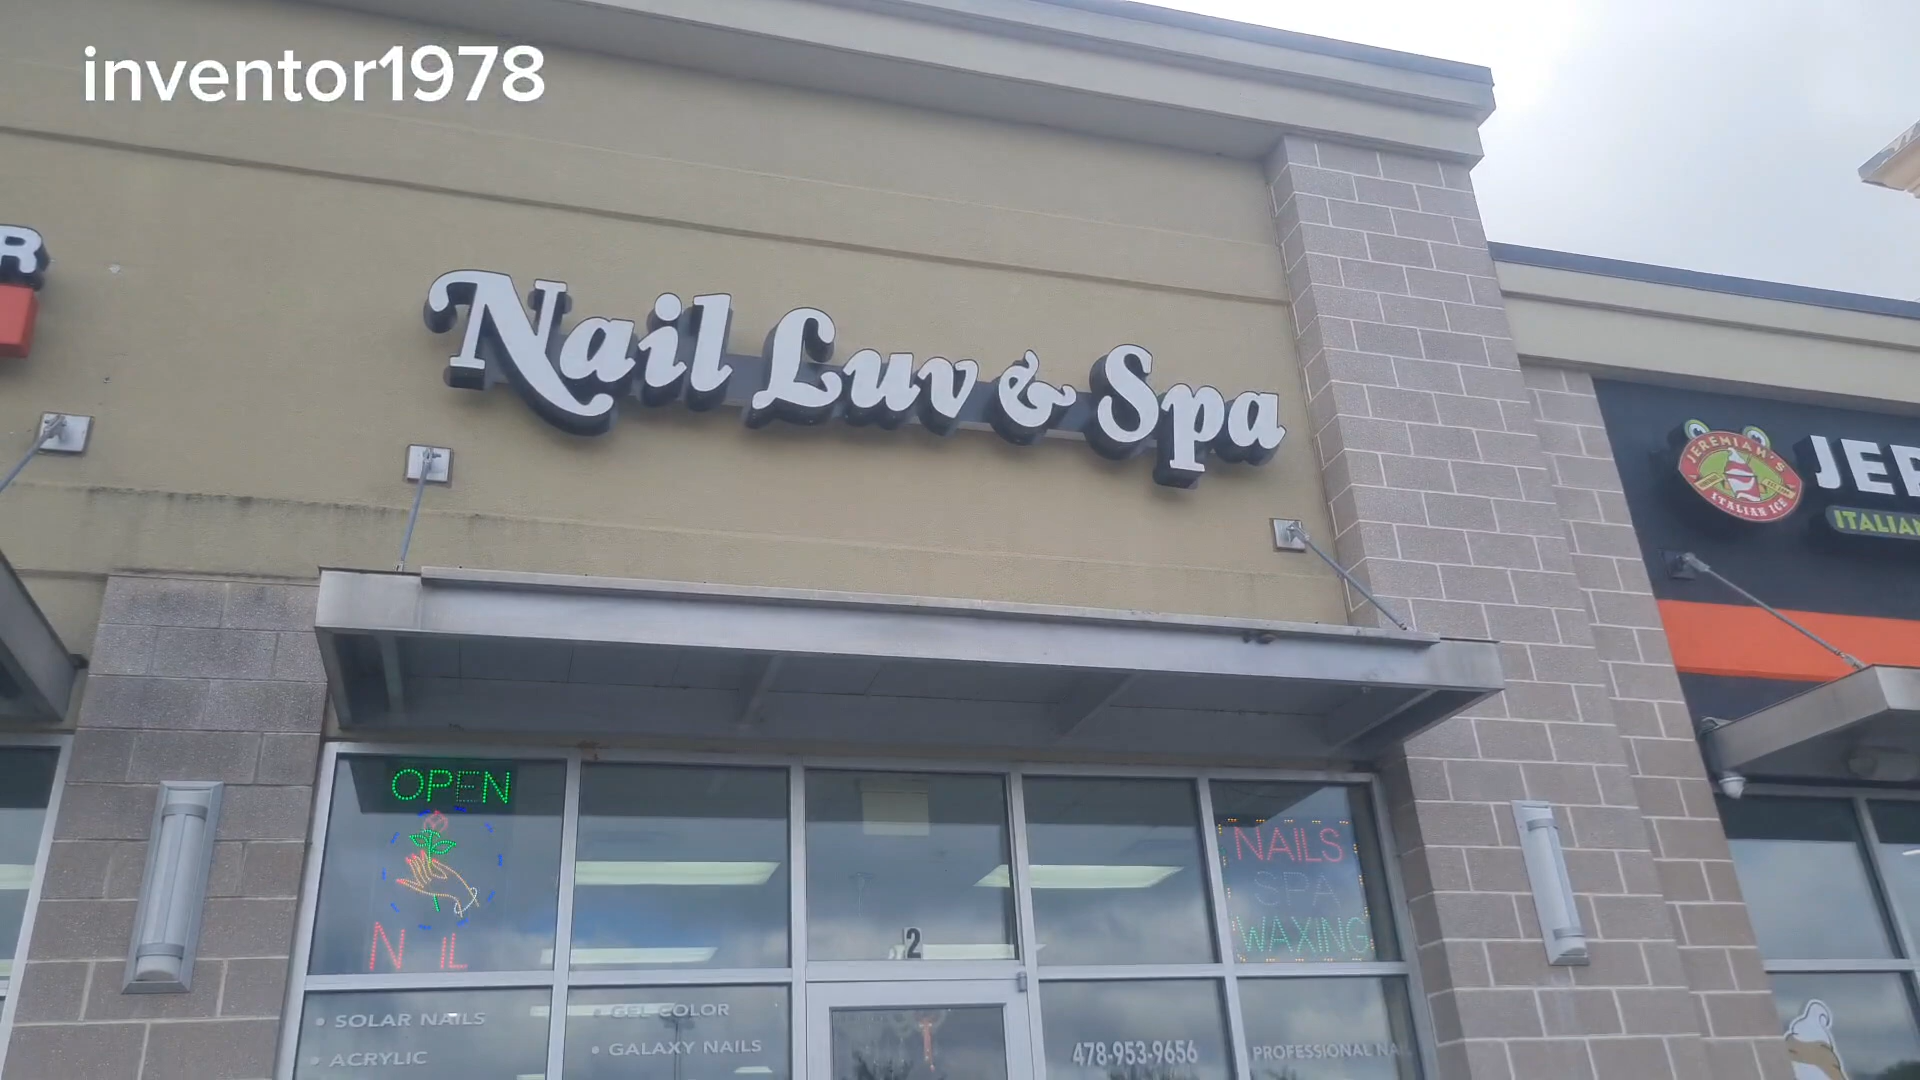 inventor1978
R
Nail Luv & Spa
JEREMIAH'S
ITALIAN ICE
JER
ITALIAN
OPEN
N IL
NAILS
SPA
WAXING
2
• SOLAR NAILS
• ACRYLIC
• GEL COLOR
• GALAXY NAILS
478-953-9656
PROFESSIONAL NA